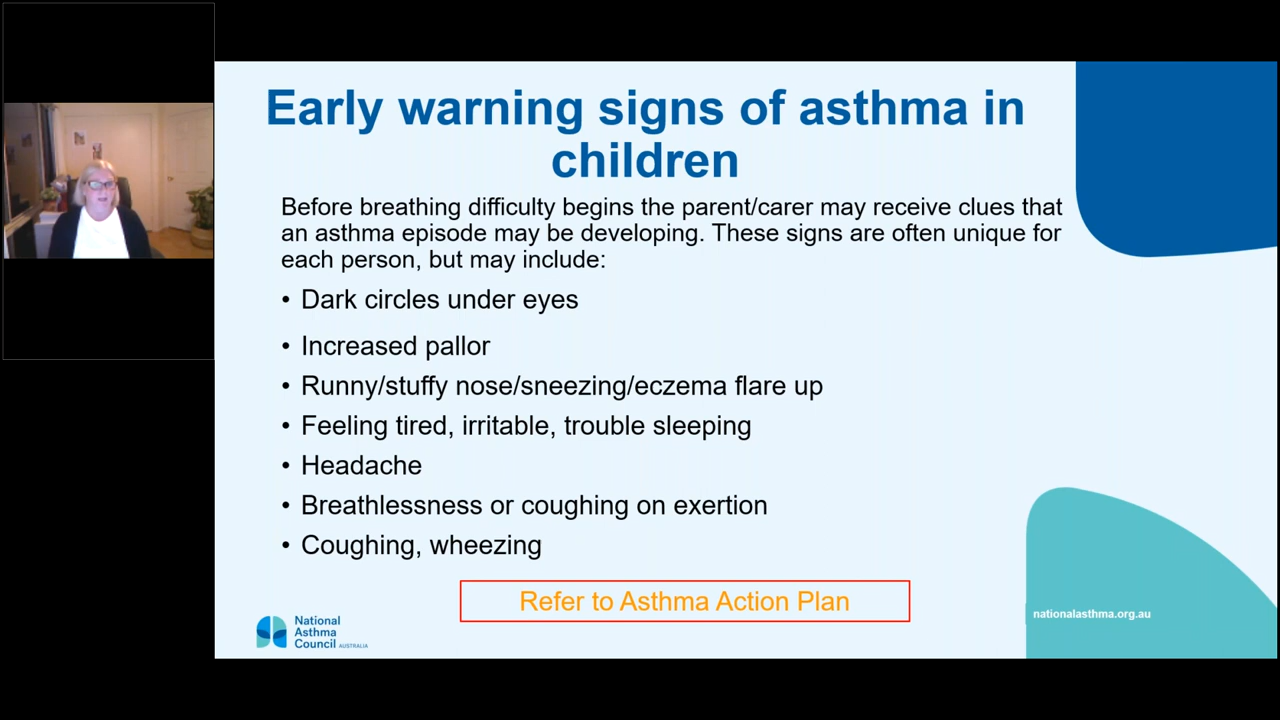 Early warning signs of asthma in
children
Before breathing difficulty begins the parent/carer may receive clues that
an asthma episode may be developing. These signs are often unique for
each person, but may include:
• Dark circles under eyes
• Increased pallor
• Runny/stuffy nose/sneezing/eczema flare up
• Feeling tired, irritable, trouble sleeping
• Headache
• Breathlessness or coughing on exertion
• Coughing, wheezing
Refer to Asthma Action Plan
National
Asthma
Council AUSTRALIA
nationalasthma.org.au